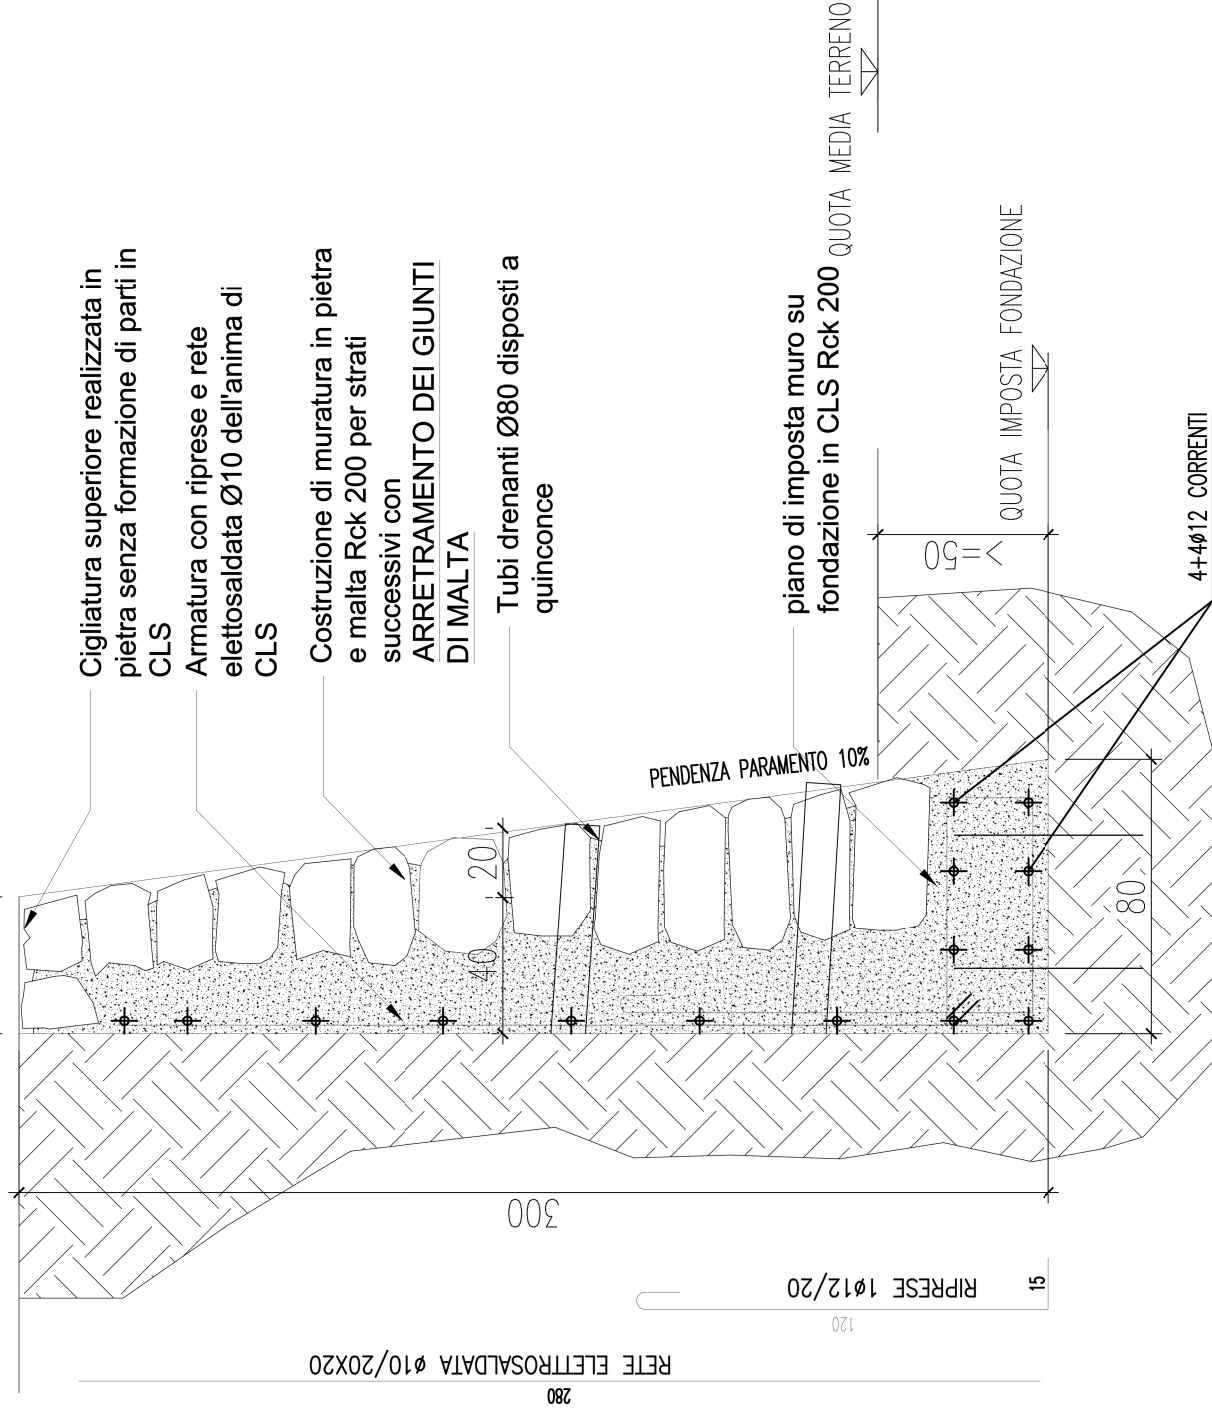 Cigliatura superiore realizzata in
pietra senza formazione di parti in
CLS
Armatura con riprese e rete
elettosaldata Ø10 dell'anima di
CLS
Costruzione di muratura in pietra
e malta Rck 200 per strati
successivi con
ARRETRAMENTO DEI GIUNTI
DI MALTA
Tubi drenanti Ø80 disposti a
quinconce
piano di imposta muro su
fondazione in CLS Rck 200
QUOTA MEDIA TERRENO
QUOTA IMPOSTA FONDAZIONE
>=50
4+4ø12 CORRENTI
PENDENZA PARAMENTO 10%
20
40
80
300
RIPRESE 1ø12/20
120
15
RETE ELETTROSALDATA ø10/20X20
280